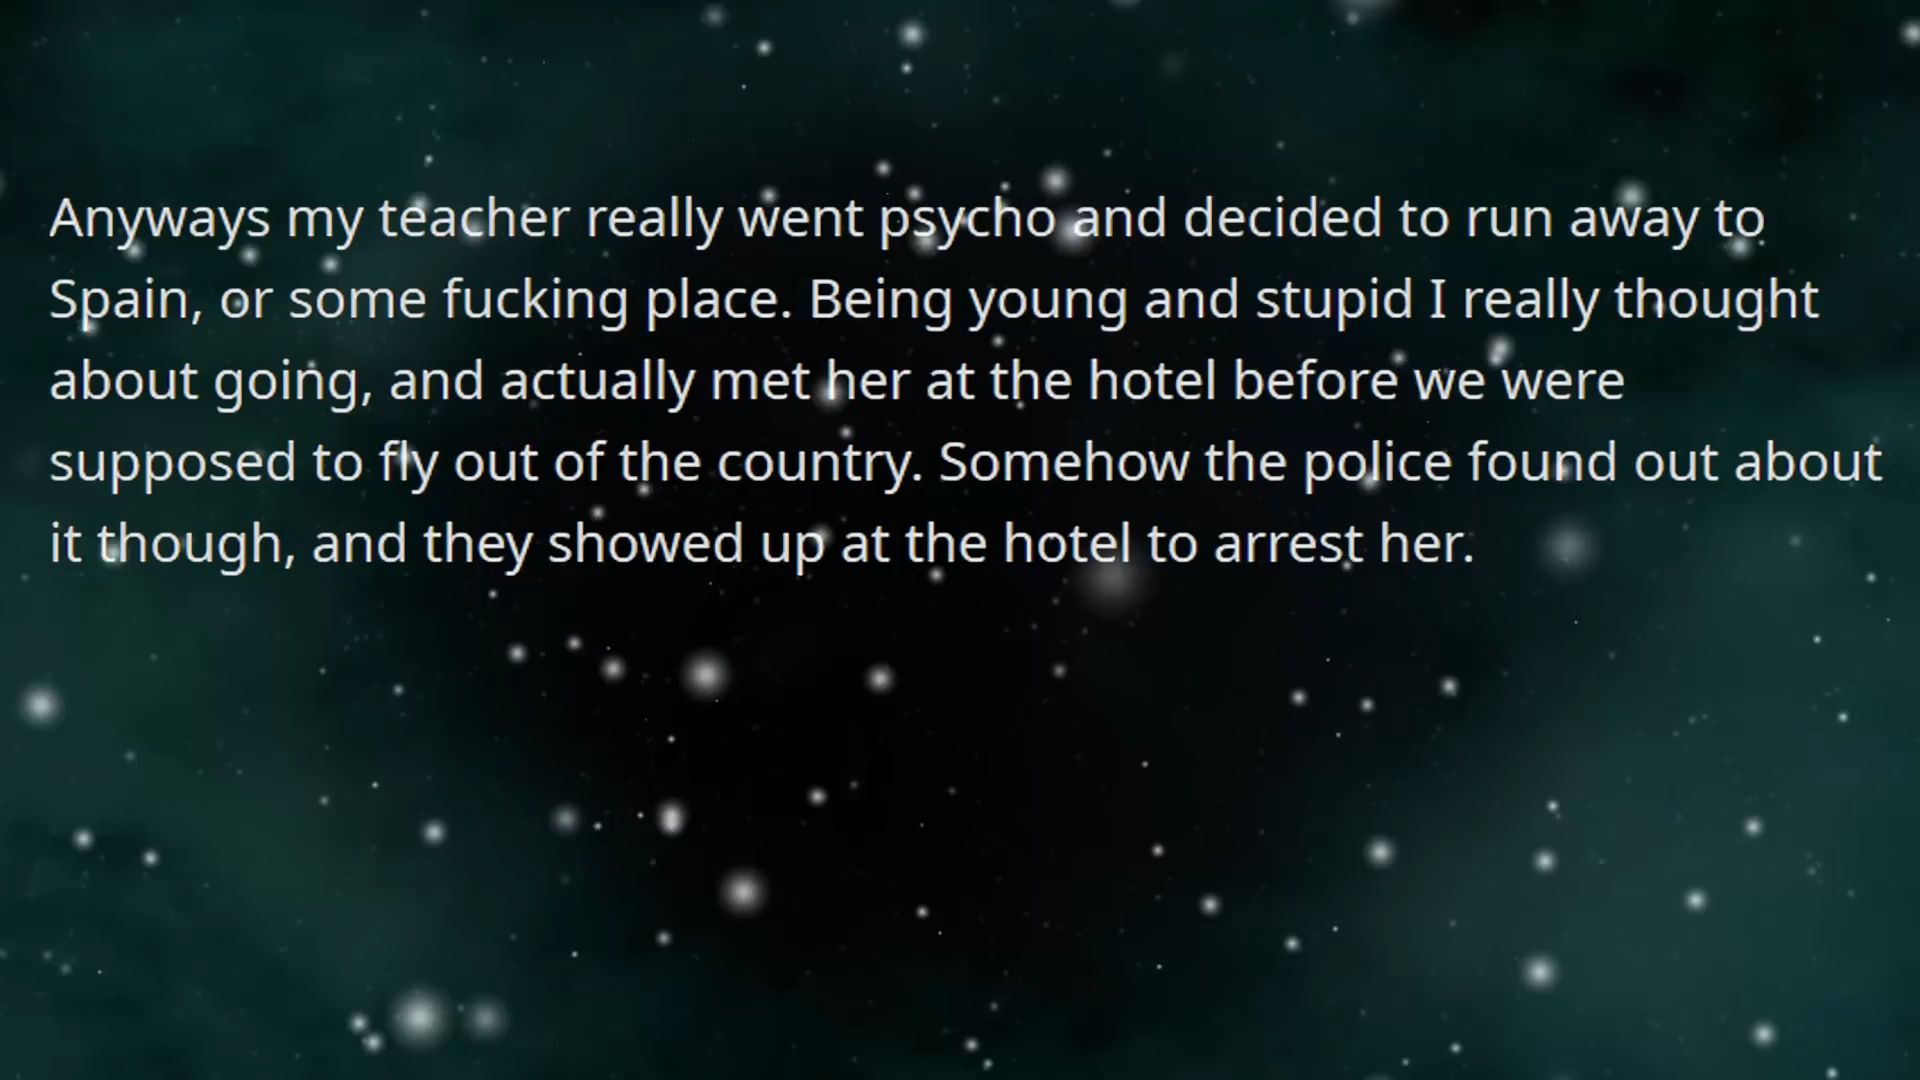 Anyways my teacher really went psycho and decided to run away to
Spain, or some fucking place. Being young and stupid I really thought
about going, and actually met her at the hotel before we were
supposed to fly out of the country. Somehow the police found out about
it though, and they showed up at the hotel to arrest her.